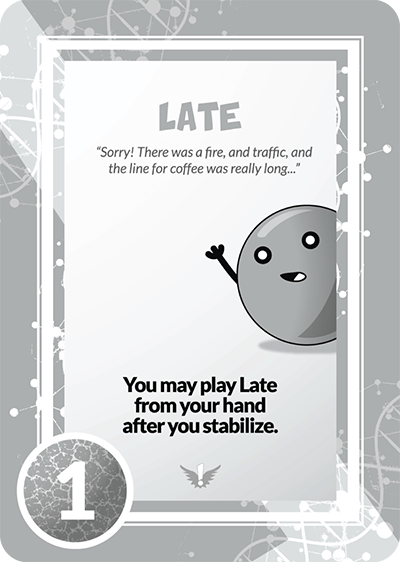 LATE
“Sorry! There was a fire, and traffic, and
the line for coffee was really long...”
You may play Late
from your hand
after you stabilize.
!
1